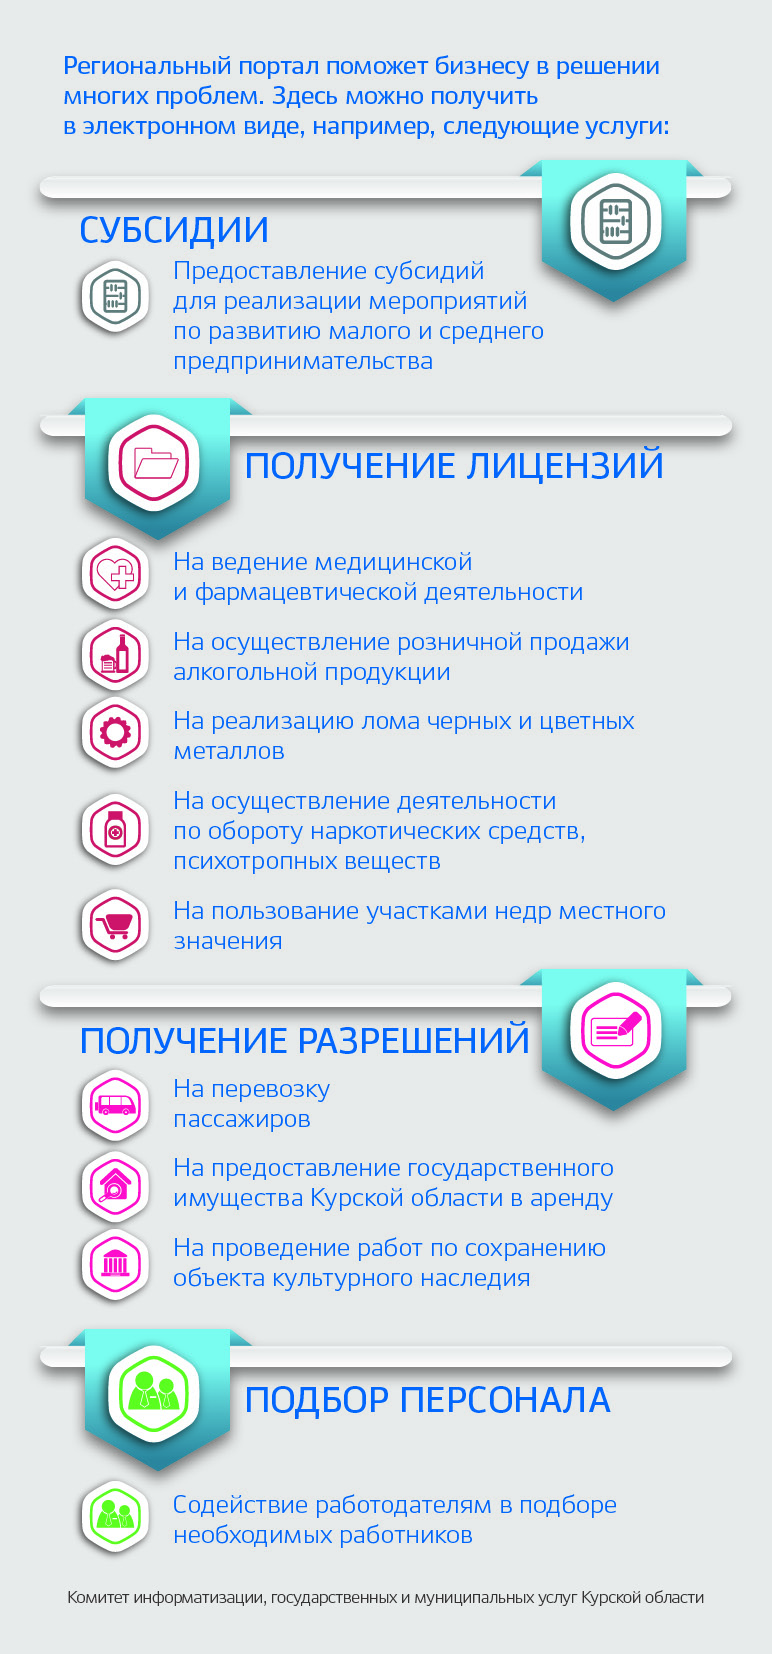 Региональный портал поможет бизнесу в решении
многих проблем. Здесь можно получить
в электронном виде, например, следующие услуги:
СУБСИДИИ
Предоставление субсидий
для реализации мероприятий
по развитию малого и среднего
предпринимательства
ПОЛУЧЕНИЕ ЛИЦЕНЗИЙ
На ведение медицинской
и фармацевтической деятельности
На осуществление розничной продажи
алкогольной продукции
На реализацию лома черных и цветных
металлов
На осуществление деятельности
по обороту наркотических средств,
психотропных веществ
На пользование участками недр местного
значения
ПОЛУЧЕНИЕ РАЗРЕШЕНИЙ
На перевозку
пассажиров
На предоставление государственного
имущества Курской области в аренду
На проведение работ по сохранению
объекта культурного наследия
ПОДБОР ПЕРСОНАЛА
Содействие работодателям в подборе
необходимых работников
Комитет информатизации, государственных и муниципальных услуг Курской области